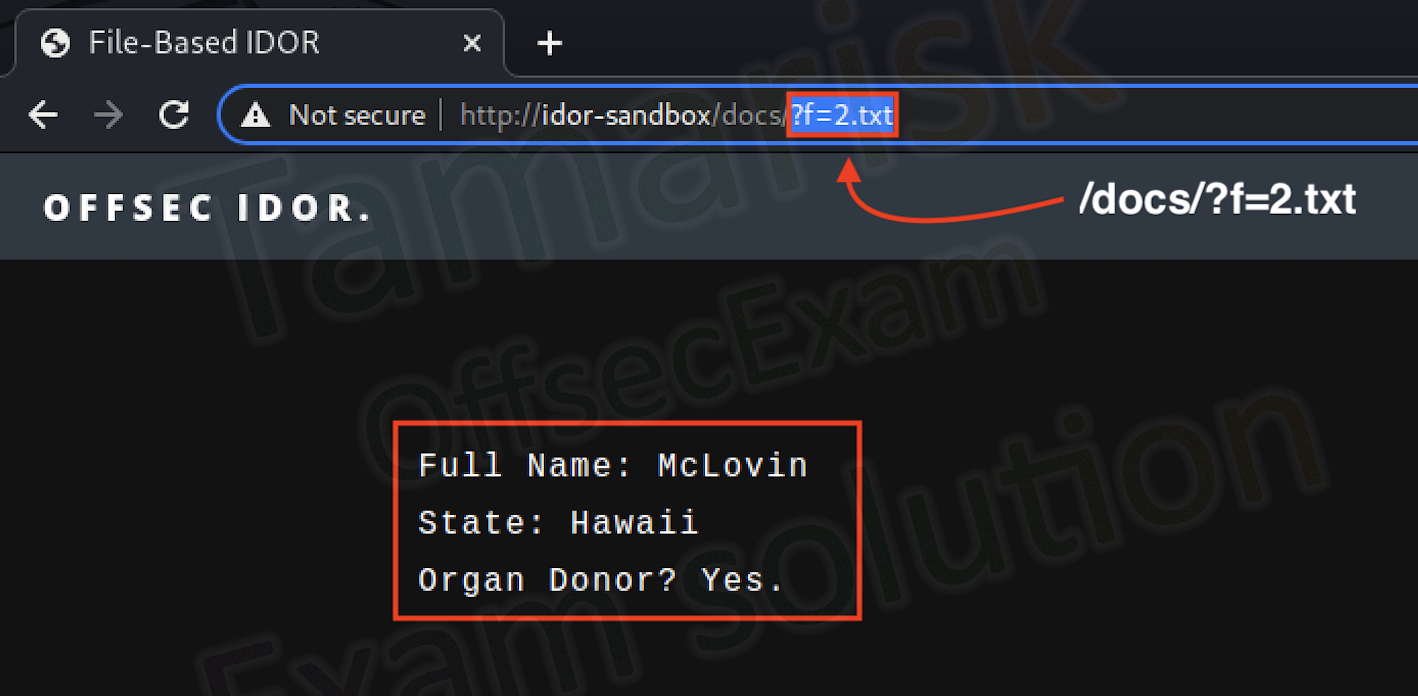 File-Based IDOR
Not secure
http://idor-sandbox/docs/?f=2.txt
OFFSEC IDOR.
/docs/?f=2.txt
Full Name: McLovin
State: Hawaii
Organ Donor? Yes.
Tamarisk
OffsecExam
Exam solution